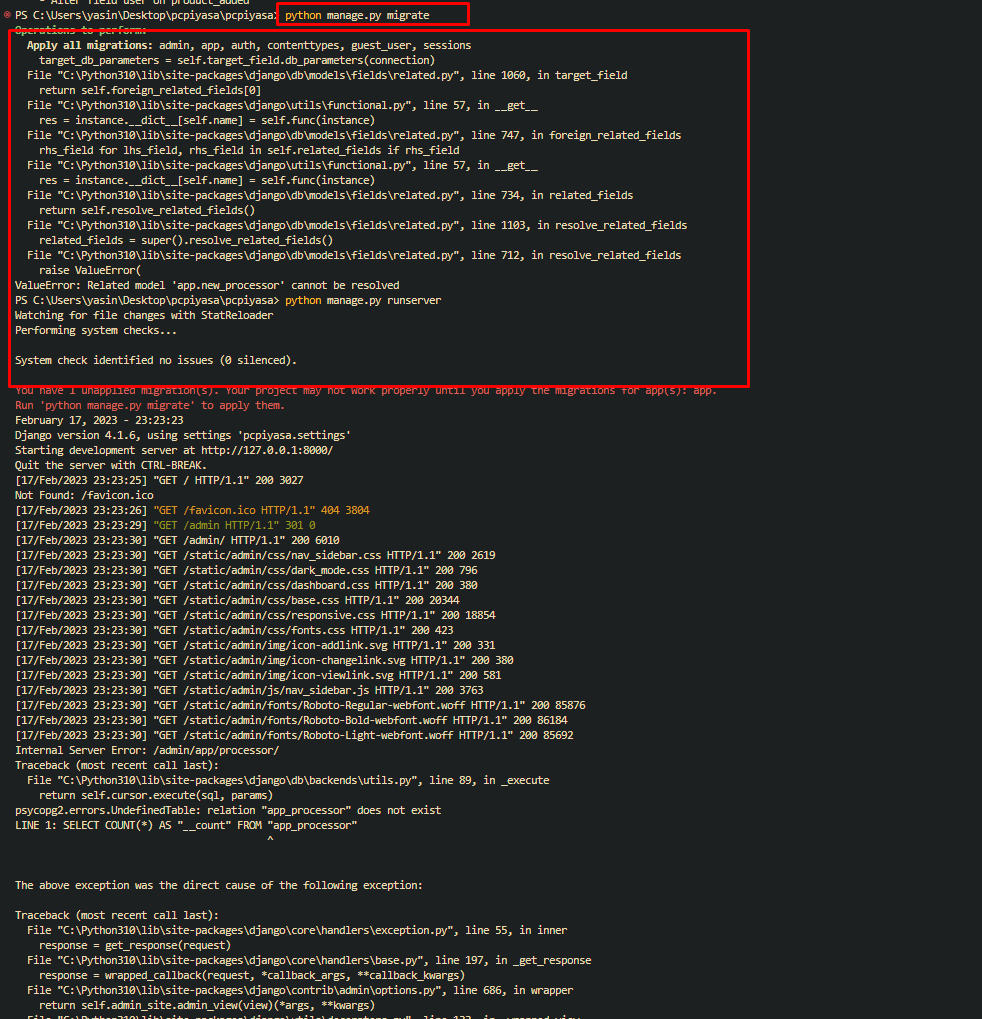 - Alter field user on product_added
PS C:\Users\yasin\Desktop\pcpiyasa\pcpiyasa> python manage.py migrate
Operations to perform:
Apply all migrations: admin, app, auth, contenttypes, guest_user, sessions
target_db_parameters = self.target_field.db_parameters(connection)
File "C:\Python310\lib\site-packages\django\db\models\fields\related.py", line 1060, in target_field
return self.foreign_related_fields[0]
File "C:\Python310\lib\site-packages\django\utils\functional.py", line 57, in __get__
res = instance.__dict__[self.name] = self.func(instance)
File "C:\Python310\lib\site-packages\django\db\models\fields\related.py", line 747, in foreign_related_fields
rhs_field for lhs_field, rhs_field in self.related_fields if rhs_field
File "C:\Python310\lib\site-packages\django\utils\functional.py", line 57, in __get__
res = instance.__dict__[self.name] = self.func(instance)
File "C:\Python310\lib\site-packages\django\db\models\fields\related.py", line 734, in related_fields
return self.resolve_related_fields()
File "C:\Python310\lib\site-packages\django\db\models\fields\related.py", line 1103, in resolve_related_fields
related_fields = super().resolve_related_fields()
File "C:\Python310\lib\site-packages\django\db\models\fields\related.py", line 712, in resolve_related_fields
raise ValueError(
ValueError: Related model 'app.new_processor' cannot be resolved
PS C:\Users\yasin\Desktop\pcpiyasa\pcpiyasa> python manage.py runserver
Watching for file changes with StatReloader
Performing system checks...
System check identified no issues (0 silenced).
You have 1 unapplied migration(s). Your project may not work properly until you apply the migrations for app(s): app.
Run 'python manage.py migrate' to apply them.
February 17, 2023 - 23:23:23
Django version 4.1.6, using settings 'pcpiyasa.settings'
Starting development server at http://127.0.0.1:8000/
Quit the server with CTRL-BREAK.
[17/Feb/2023 23:23:25] "GET / HTTP/1.1" 200 3027
Not Found: /favicon.ico
[17/Feb/2023 23:23:26] "GET /favicon.ico HTTP/1.1" 404 3804
[17/Feb/2023 23:23:29] "GET /admin HTTP/1.1" 301 0
[17/Feb/2023 23:23:30] "GET /admin/ HTTP/1.1" 200 6010
[17/Feb/2023 23:23:30] "GET /static/admin/css/nav_sidebar.css HTTP/1.1" 200 2619
[17/Feb/2023 23:23:30] "GET /static/admin/css/dark_mode.css HTTP/1.1" 200 796
[17/Feb/2023 23:23:30] "GET /static/admin/css/dashboard.css HTTP/1.1" 200 380
[17/Feb/2023 23:23:30] "GET /static/admin/css/base.css HTTP/1.1" 200 20344
[17/Feb/2023 23:23:30] "GET /static/admin/css/responsive.css HTTP/1.1" 200 18854
[17/Feb/2023 23:23:30] "GET /static/admin/css/fonts.css HTTP/1.1" 200 423
[17/Feb/2023 23:23:30] "GET /static/admin/img/icon-addlink.svg HTTP/1.1" 200 331
[17/Feb/2023 23:23:30] "GET /static/admin/img/icon-changelink.svg HTTP/1.1" 200 380
[17/Feb/2023 23:23:30] "GET /static/admin/img/icon-viewlink.svg HTTP/1.1" 200 581
[17/Feb/2023 23:23:30] "GET /static/admin/js/nav_sidebar.js HTTP/1.1" 200 3763
[17/Feb/2023 23:23:30] "GET /static/admin/fonts/Roboto-Regular-webfont.woff HTTP/1.1" 200 85876
[17/Feb/2023 23:23:30] "GET /static/admin/fonts/Roboto-Bold-webfont.woff HTTP/1.1" 200 86184
[17/Feb/2023 23:23:30] "GET /static/admin/fonts/Roboto-Light-webfont.woff HTTP/1.1" 200 85692
Internal Server Error: /admin/app/processor/
Traceback (most recent call last):
File "C:\Python310\lib\site-packages\django\db\backends\utils.py", line 89, in _execute
return self.cursor.execute(sql, params)
psycopg2.errors.UndefinedTable: relation "app_processor" does not exist
LINE 1: SELECT COUNT(*) AS "__count" FROM "app_processor"
^
The above exception was the direct cause of the following exception:
Traceback (most recent call last):
File "C:\Python310\lib\site-packages\django\core\handlers\exception.py", line 55, in inner
response = get_response(request)
File "C:\Python310\lib\site-packages\django\core\handlers\base.py", line 197, in _get_response
response = wrapped_callback(request, *callback_args, **callback_kwargs)
File "C:\Python310\lib\site-packages\django\contrib\admin\options.py", line 686, in wrapper
return self.admin_site.admin_view(view)(*args, **kwargs)